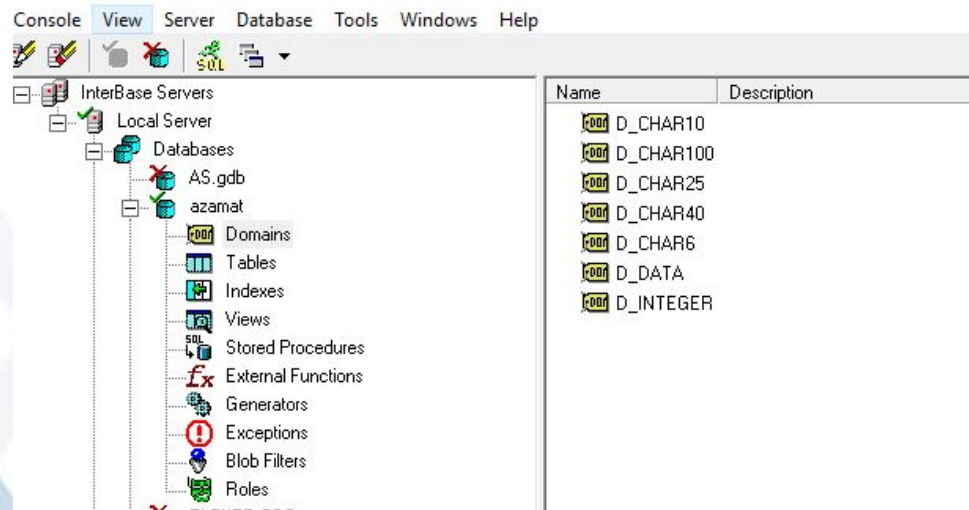 Console View Server Database Tools Windows Help
SQL
InterBase Servers
Local Server
Databases
AS.gdb
azamat
Domains
Tables
Indexes
Views
Stored Procedures
External Functions
Generators
Exceptions
Blob Filters
Roles
Name Description
D_CHAR10
D_CHAR100
D_CHAR25
D_CHAR40
D_CHAR6
D_DATA
D_INTEGER